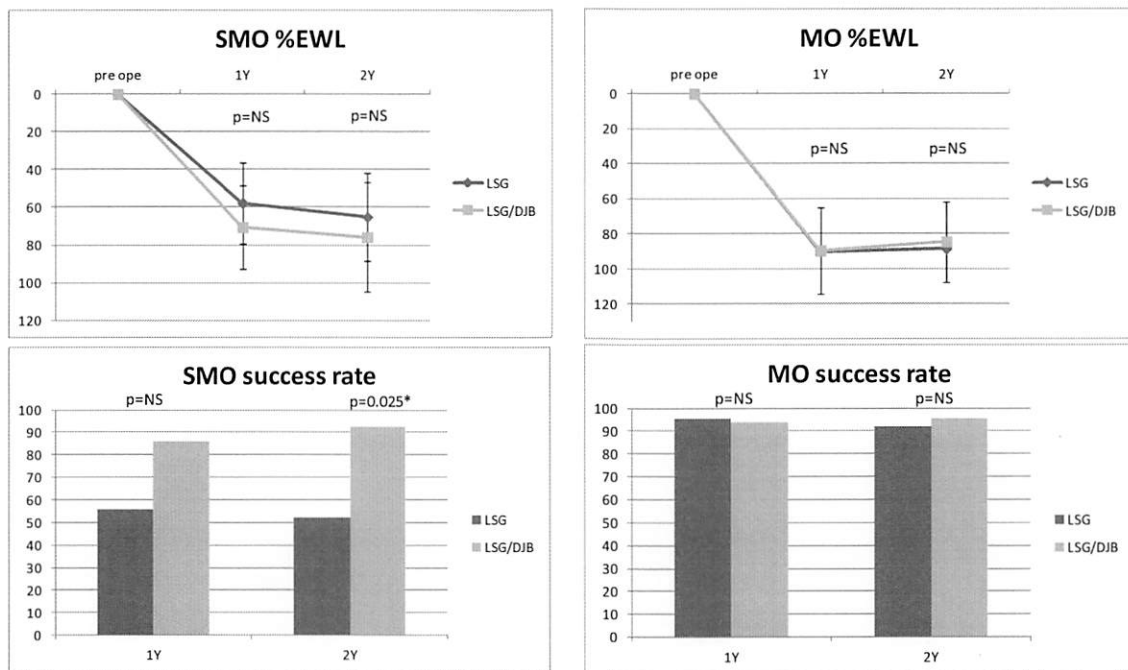 SMO %EWL
pre ope 1Y 2Y
0
20
40
60
80
100
120
p=NS p=NS
LSG
LSG/DJB
MO %EWL
pre ope 1Y 2Y
0
20
40
60
80
100
120
p=NS p=NS
LSG
LSG/DJB
SMO success rate
p=NS p=0.025*
100
90
80
70
60
50
40
30
20
10
0
1Y 2Y
LSG
LSG/DJB
MO success rate
p=NS p=NS
100
90
80
70
60
50
40
30
20
10
0
1Y 2Y
LSG
LSG/DJB